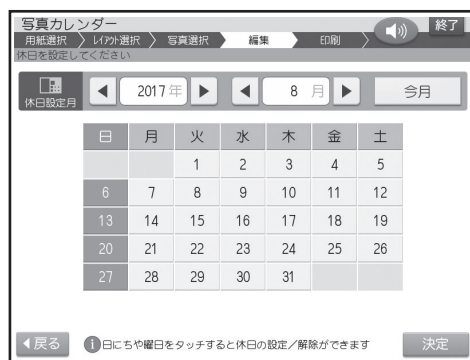 写真カレンダー
終了
用紙選択 レイアウト選択 写真選択 編集 印刷
休日を設定してください
休日設定月 2017年 8月 今月
日 月 火 水 木 金 土
1 2 3 4 5
6 7 8 9 10 11 12
13 14 15 16 17 18 19
20 21 22 23 24 25 26
27 28 29 30 31
戻る 日にちや曜日をタッチすると休日の設定/解除ができます 決定